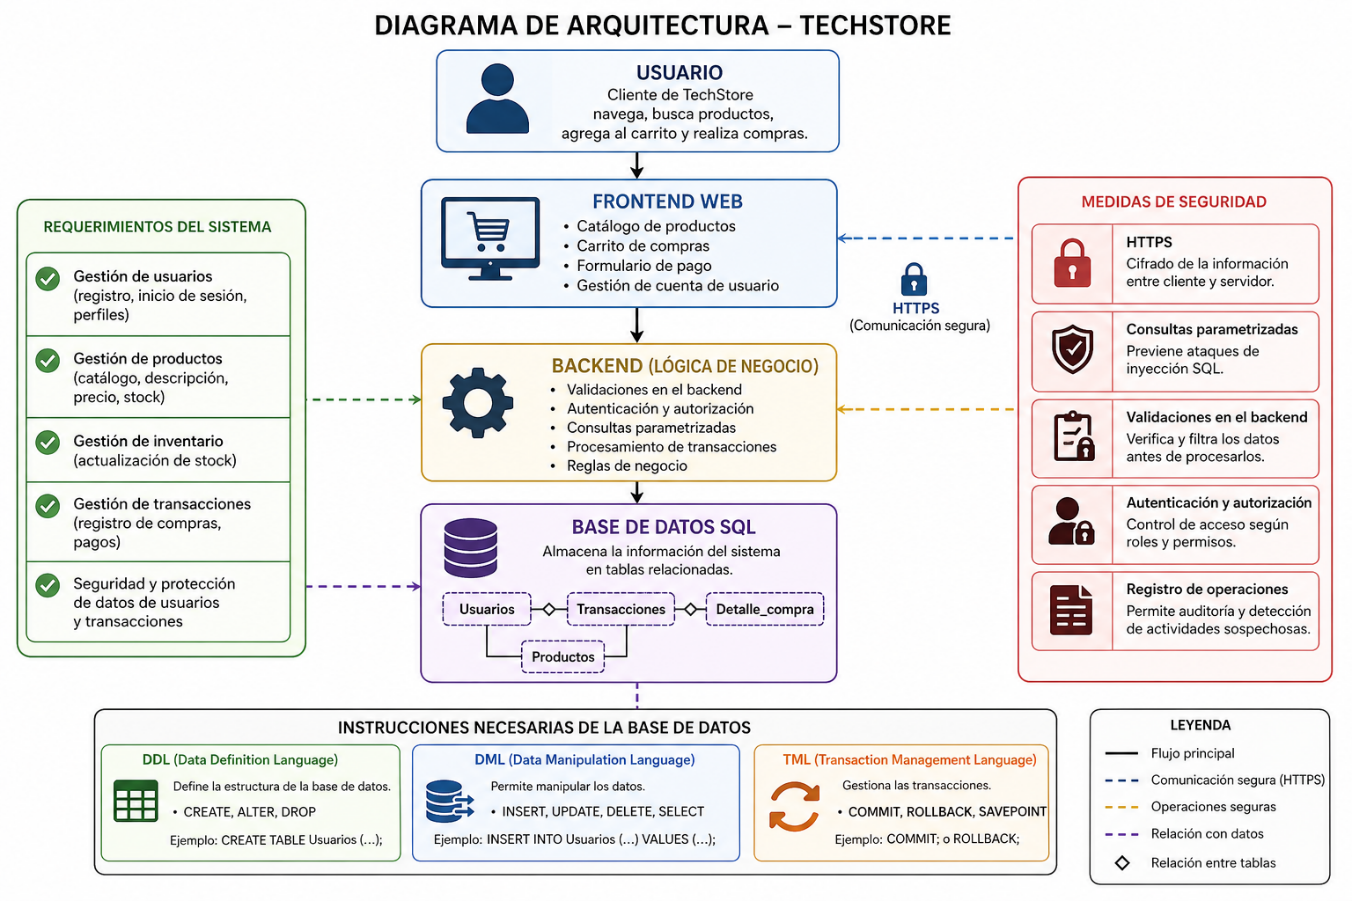 DIAGRAMA DE ARQUITECTURA – TECHSTORE
USUARIO
Cliente de TechStore
navega, busca productos,
agrega al carrito y realiza compras.
FRONTEND WEB
• Catálogo de productos
• Carrito de compras
• Formulario de pago
• Gestión de cuenta de usuario
HTTPS
(Comunicación segura)
BACKEND (LÓGICA DE NEGOCIO)
• Validaciones en el backend
• Autenticación y autorización
• Consultas parametrizadas
• Procesamiento de transacciones
• Reglas de negocio
BASE DE DATOS SQL
Almacena la información del sistema
en tablas relacionadas.
Usuarios
Transacciones
Detalle_compra
Productos
REQUERIMIENTOS DEL SISTEMA
Gestión de usuarios
(registro, inicio de sesión,
perfiles)
Gestión de productos
(catálogo, descripción,
precio, stock)
Gestión de inventario
(actualización de stock)
Gestión de transacciones
(registro de compras,
pagos)
Seguridad y protección
de datos de usuarios
y transacciones
MEDIDAS DE SEGURIDAD
HTTPS
Cifrado de la información
entre cliente y servidor.
Consultas parametrizadas
Previene ataques de
inyección SQL.
Validaciones en el backend
Verifica y filtra los datos
antes de procesarlos.
Autenticación y autorización
Control de acceso según
roles y permisos.
Registro de operaciones
Permite auditoría y detección
de actividades sospechosas.
INSTRUCCIONES NECESARIAS DE LA BASE DE DATOS
DDL (Data Definition Language)
Define la estructura de la base de datos.
• CREATE, ALTER, DROP
Ejemplo: CREATE TABLE Usuarios (...);
DML (Data Manipulation Language)
Permite manipular los datos.
• INSERT, UPDATE, DELETE, SELECT
Ejemplo: INSERT INTO Usuarios (...) VALUES (...);
TML (Transaction Management Language)
Gestiona las transacciones.
• COMMIT, ROLLBACK, SAVEPOINT
Ejemplo: COMMIT; o ROLLBACK;
LEYENDA
Flujo principal
Comunicación segura (HTTPS)
Operaciones seguras
Relación con datos
Relación entre tablas